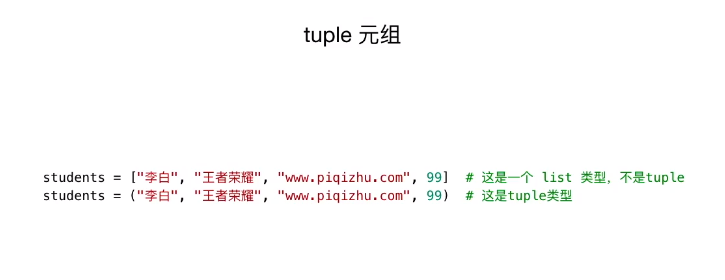 tuple 元组
students = ["李白", "王者荣耀", "www.piqizhu.com", 99]  # 这是一个 list 类型，不是tuple
students = ("李白", "王者荣耀", "www.piqizhu.com", 99)  # 这是tuple类型